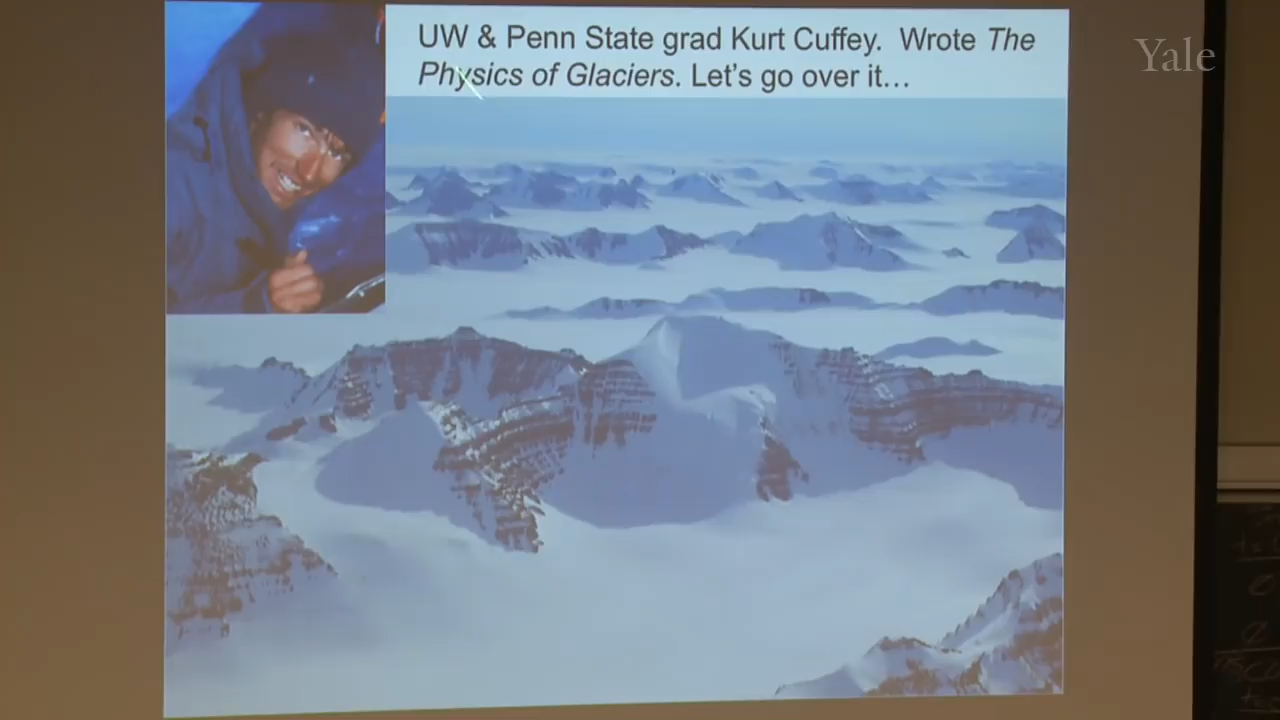 UW & Penn State grad Kurt Cuffey. Wrote The
Physics of Glaciers. Let's go over it…
Yale